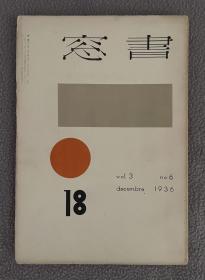 窓書
vol. 3 no 6
decembre 1936
18